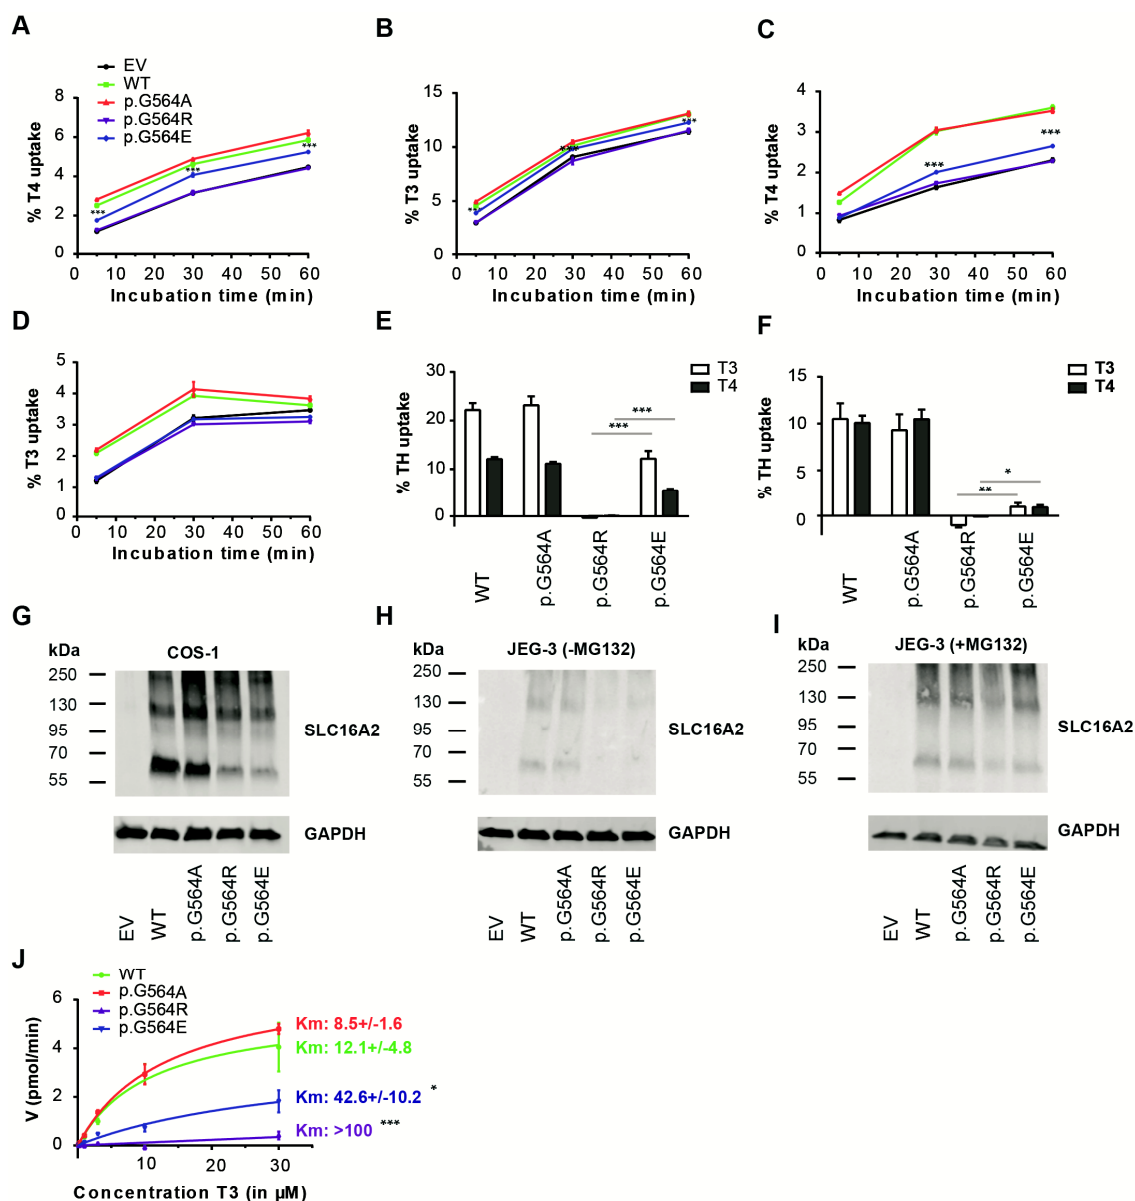 A
EV
WT
p.G564A
p.G564R
p.G564E
% T4 uptake
8
6
4
2
0
***
***
***
0 10 20 30 40 50 60
Incubation time (min)
B
% T3 uptake
15
10
5
0
***
***
***
0 10 20 30 40 50 60
Incubation time (min)
C
% T4 uptake
4
3
2
1
0
***
***
0 10 20 30 40 50 60
Incubation time (min)
D
% T3 uptake
5
4
3
2
1
0
0 10 20 30 40 50 60
Incubation time (min)
E
T3
T4
% TH uptake
30
20
10
0
***
***
WT
p.G564A
p.G564R
p.G564E
F
T3
T4
% TH uptake
15
10
5
0
*
**
WT
p.G564A
p.G564R
p.G564E
G
kDa
COS-1
250
130
95
70
55
SLC16A2
GAPDH
EV
WT
p.G564A
p.G564R
p.G564E
H
kDa
JEG-3 (-MG132)
250
130
95
70
55
SLC16A2
GAPDH
EV
WT
p.G564A
p.G564R
p.G564E
I
kDa
JEG-3 (+MG132)
250
130
95
70
55
SLC16A2
GAPDH
EV
WT
p.G564A
p.G564R
p.G564E
J
WT
p.G564A
p.G564R
p.G564E
V (pmol/min)
6
4
2
0
Km: 8.5+/-1.6
Km: 12.1+/-4.8
Km: 42.6+/-10.2 *
Km: >100 ***
10 20 30
Concentration T3 (in µM)